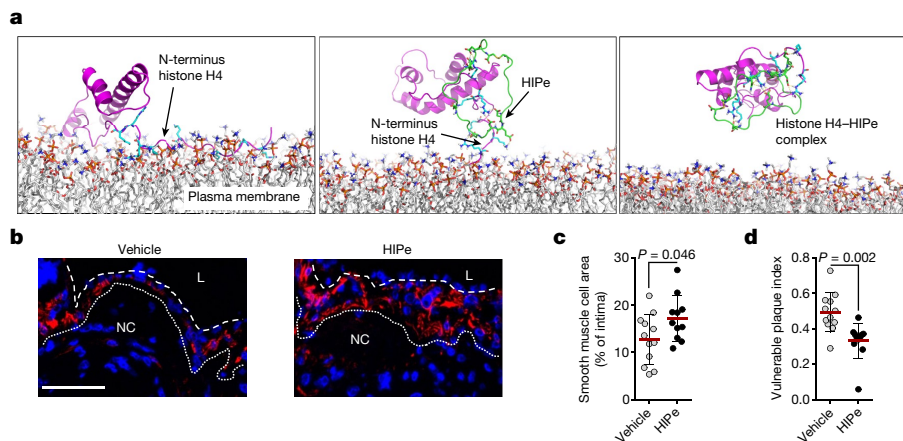 a
N-terminus
histone H4
Plasma membrane
HIPe
N-terminus
histone H4
Histone H4–HIPe
complex
b
Vehicle
L
NC
HIPe
L
NC
c
P = 0.046
Smooth muscle cell area
(% of intima)
30
20
10
0
Vehicle
HIPe
d
P = 0.002
Vulnerable plaque index
0.8
0.6
0.4
0.2
0.0
Vehicle
HIPe